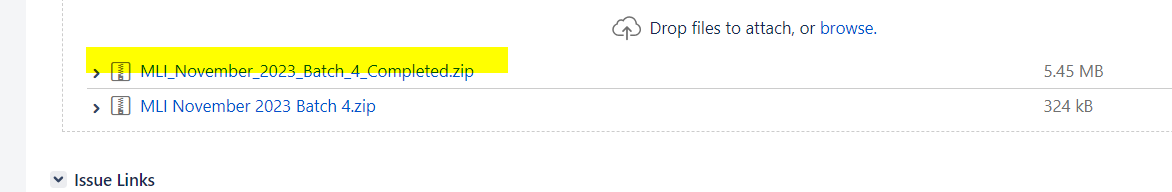 Drop files to attach, or browse.
MLI_November_2023_Batch_4_Completed.zip 5.45 MB
MLI November 2023 Batch 4.zip 324 kB
Issue Links